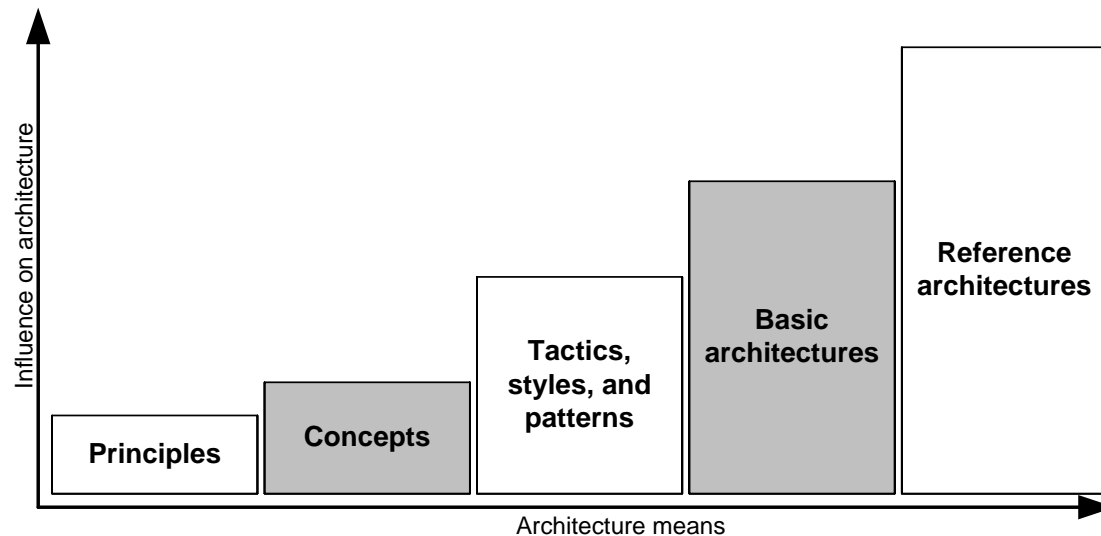 Influence on architecture
Principles
Concepts
Tactics,
styles, and
patterns
Basic
architectures
Reference
architectures
Architecture means